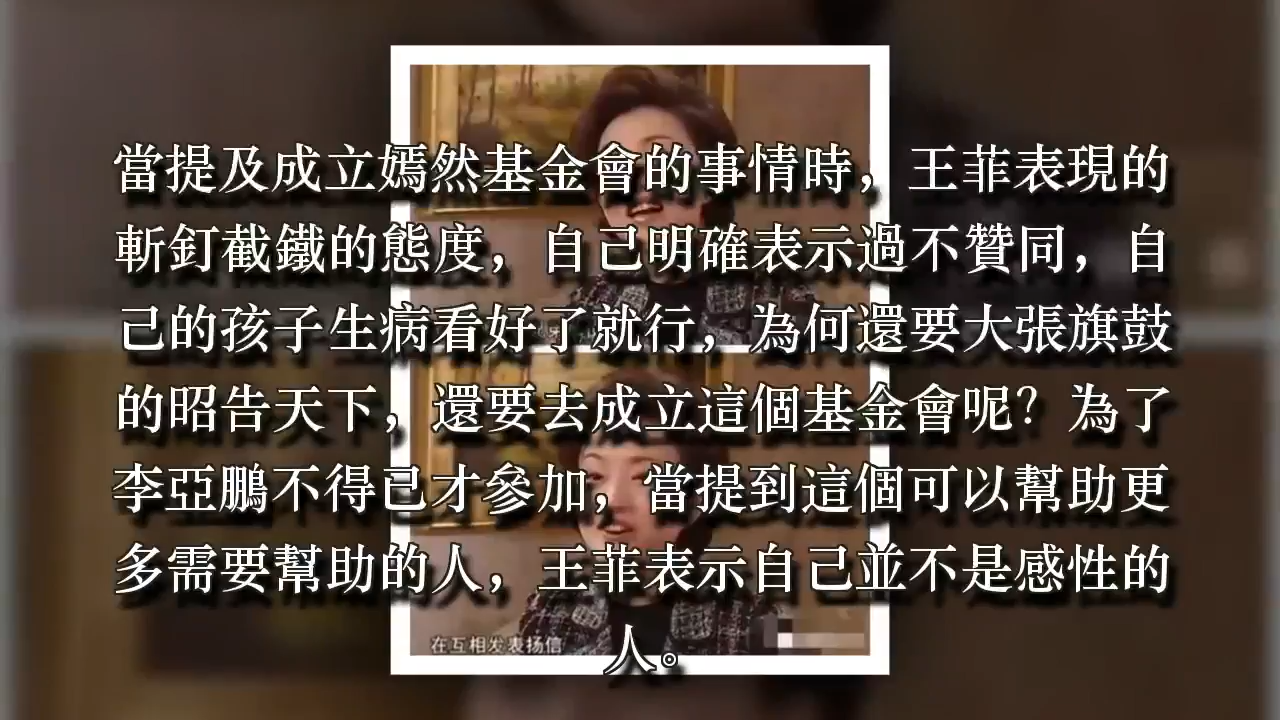 當提及成立嫣然基金會的事情時，王菲表現的
斬釘截鐵的態度，自己明確表示過不贊同，自
己的孩子生病看好了就行，為何還要大張旗鼓
的昭告天下，還要去成立這個基金會呢？為了
李亞鵬不得已才參加，當提到這個可以幫助更
多需要幫助的人，王菲表示自己並不是感性的
人。
在互相发表扬信